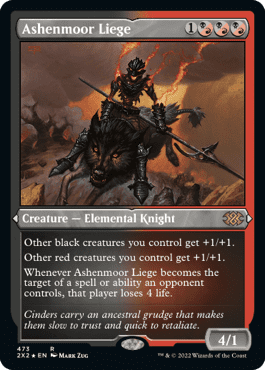 Ashenmoor Liege 1
Creature — Elemental Knight
Other black creatures you control get +1/+1.
Other red creatures you control get +1/+1.
Whenever Ashenmoor Liege becomes the
target of a spell or ability an opponent
controls, that player loses 4 life.
Cinders carry an ancestral grudge that makes
them slow to trust and quick to retaliate.
4/1
473 R
2X2 ★ EN MARK ZUG ™ & © 2022 Wizards of the Coast